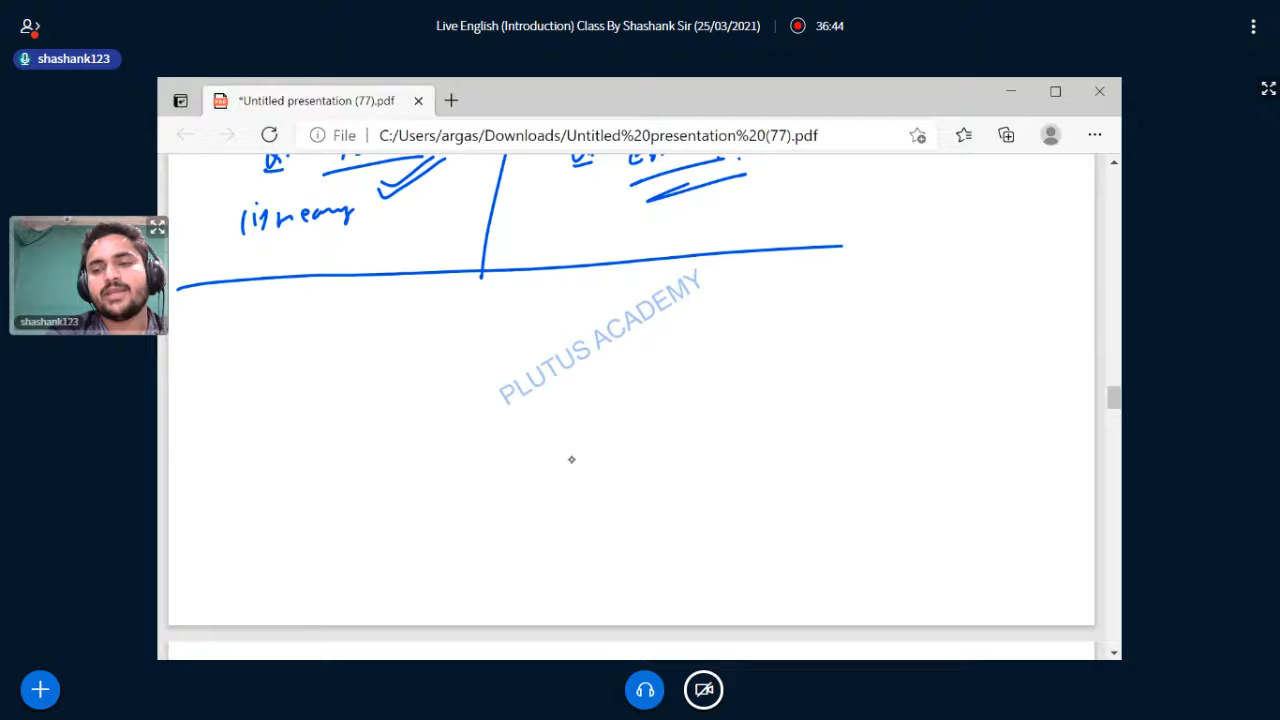 Live English (Introduction) Class By Shashank Sir (25/03/2021)
36:44
shashank123
*Untitled presentation (77).pdf
File
C:/Users/argas/Downloads/Untitled%20presentation%20(77).pdf
shashank123
PLUTUS ACADEMY